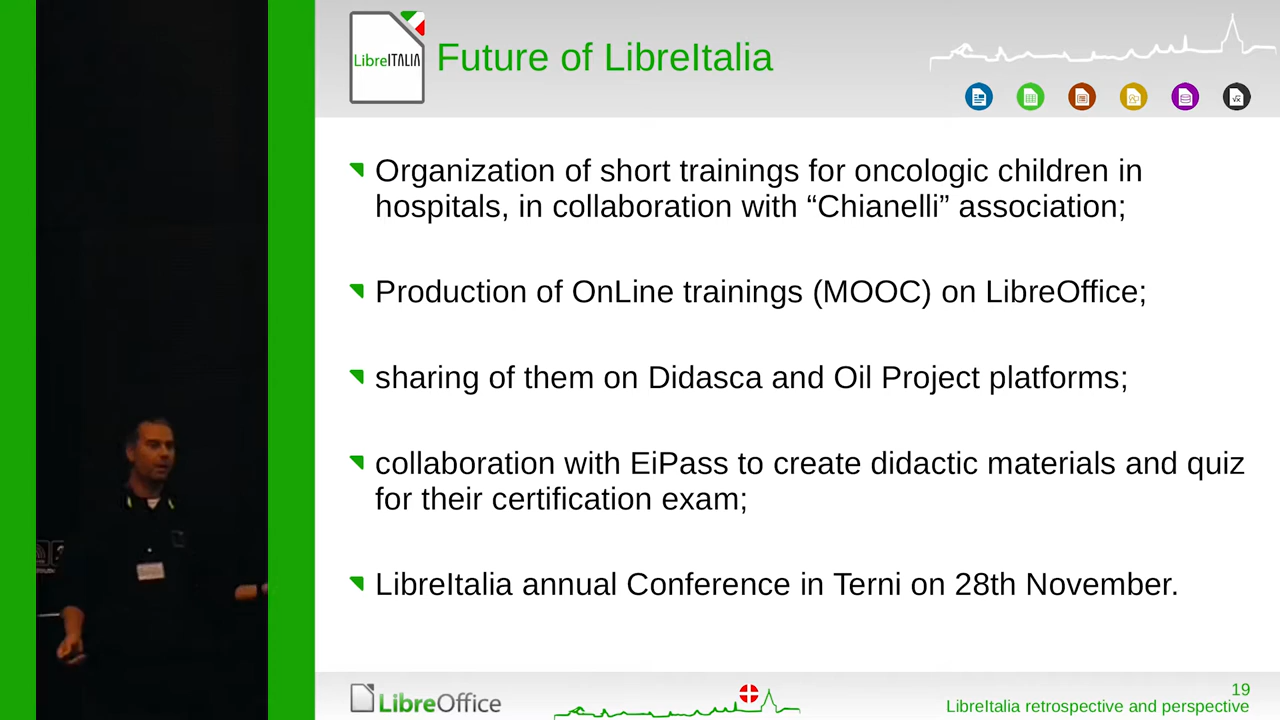 LibreITALIA
Future of LibreItalia
Organization of short trainings for oncologic children in
hospitals, in collaboration with “Chianelli” association;
Production of OnLine trainings (MOOC) on LibreOffice;
sharing of them on Didasca and Oil Project platforms;
collaboration with EiPass to create didactic materials and quiz
for their certification exam;
LibreItalia annual Conference in Terni on 28th November.
LibreOffice
19
LibreItalia retrospective and perspective